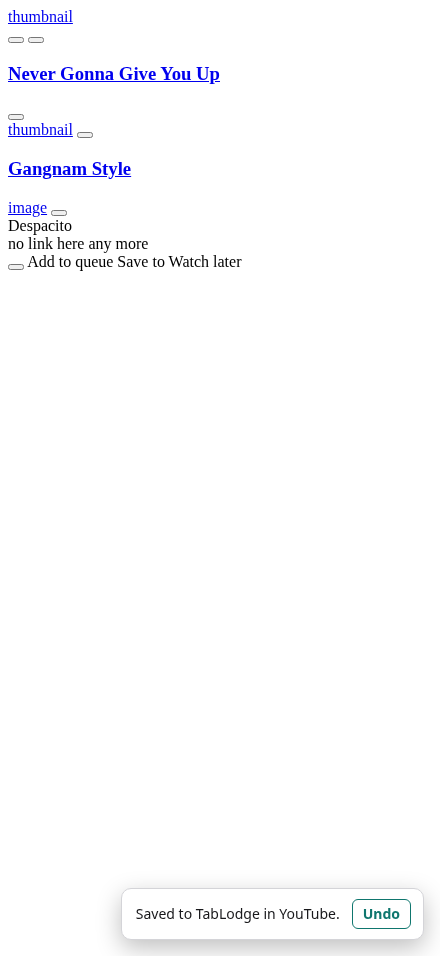 thumbnail
Never Gonna Give You Up
thumbnail
Gangnam Style
image
Despacito
no link here any more
Add to queue Save to Watch later
Saved to TabLodge in YouTube. Undo